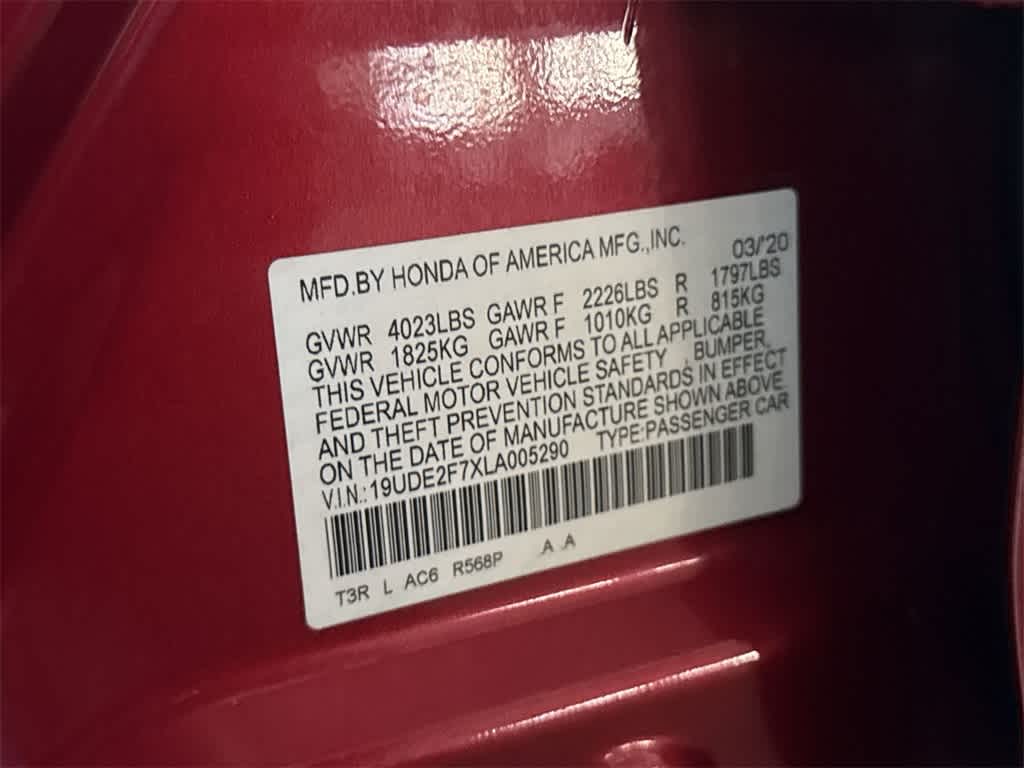 MFD.BY HONDA OF AMERICA MFG.,INC. 03/'20
GVWR 4023LBS GAWR F 2226LBS R 1797LBS
GVWR 1825KG GAWR F 1010KG R 815KG
THIS VEHICLE CONFORMS TO ALL APPLICABLE
FEDERAL MOTOR VEHICLE SAFETY , BUMPER,
AND THEFT PREVENTION STANDARDS IN EFFECT
ON THE DATE OF MANUFACTURE SHOWN ABOVE.
V.I.N.: 19UDE2F7XLA005290 TYPE:PASSENGER CAR
T3R L AC6 R568P A A